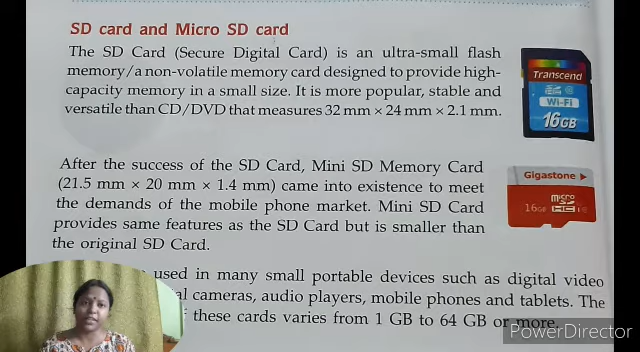 SD card and Micro SD card
The SD Card (Secure Digital Card) is an ultra-small flash
memory/a non-volatile memory card designed to provide high-
capacity memory in a small size. It is more popular, stable and
versatile than CD/DVD that measures 32 mm × 24 mm × 2.1 mm.
Transcend
Wi-Fi
16GB
After the success of the SD Card, Mini SD Memory Card
(21.5 mm × 20 mm × 1.4 mm) came into existence to meet
the demands of the mobile phone market. Mini SD Card
provides same features as the SD Card but is smaller than
the original SD Card.
Gigastone
micro
SD
16GB HC I
used in many small portable devices such as digital video
cameras, audio players, mobile phones and tablets. The
these cards varies from 1 GB to 64 GB or more.
PowerDirector